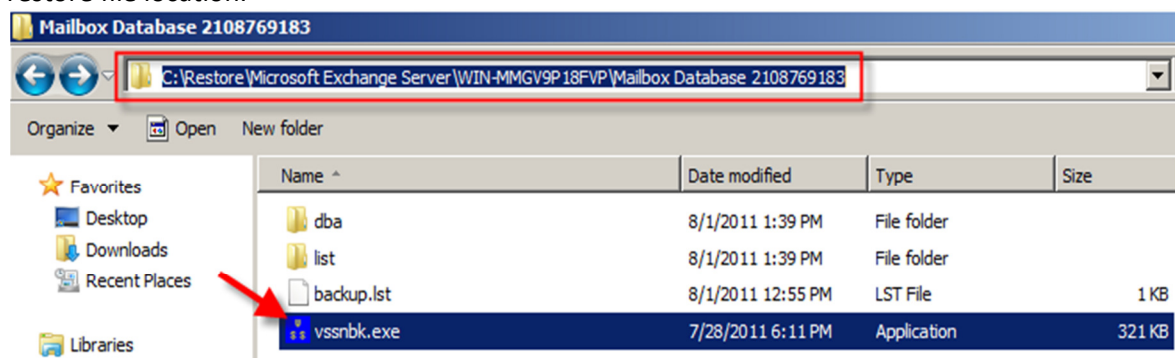 Mailbox Database 2108769183
C:\Restore\Microsoft Exchange Server\WIN-MMGV9P18FVP\Mailbox Database 2108769183
Organize Open New folder
Name Date modified Type Size
Favorites
Desktop
Downloads
Recent Places
Libraries
dba 8/1/2011 1:39 PM File folder
list 8/1/2011 1:39 PM File folder
backup.lst 8/1/2011 12:55 PM LST File 1 KB
vssnbk.exe 7/28/2011 6:11 PM Application 321 KB